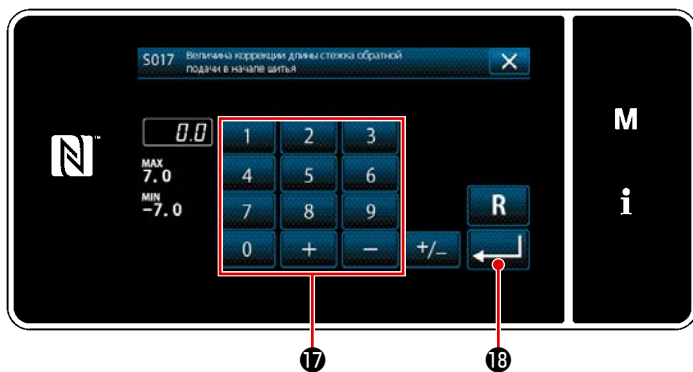 S017 Величина коррекции длины стежка обратной
подачи в начале шитья
0.0
MAX
7.0
MIN
-7.0
1 2 3
4 5 6
7 8 9
0 + − +/−
R
M
i
N
⓱ ⓲